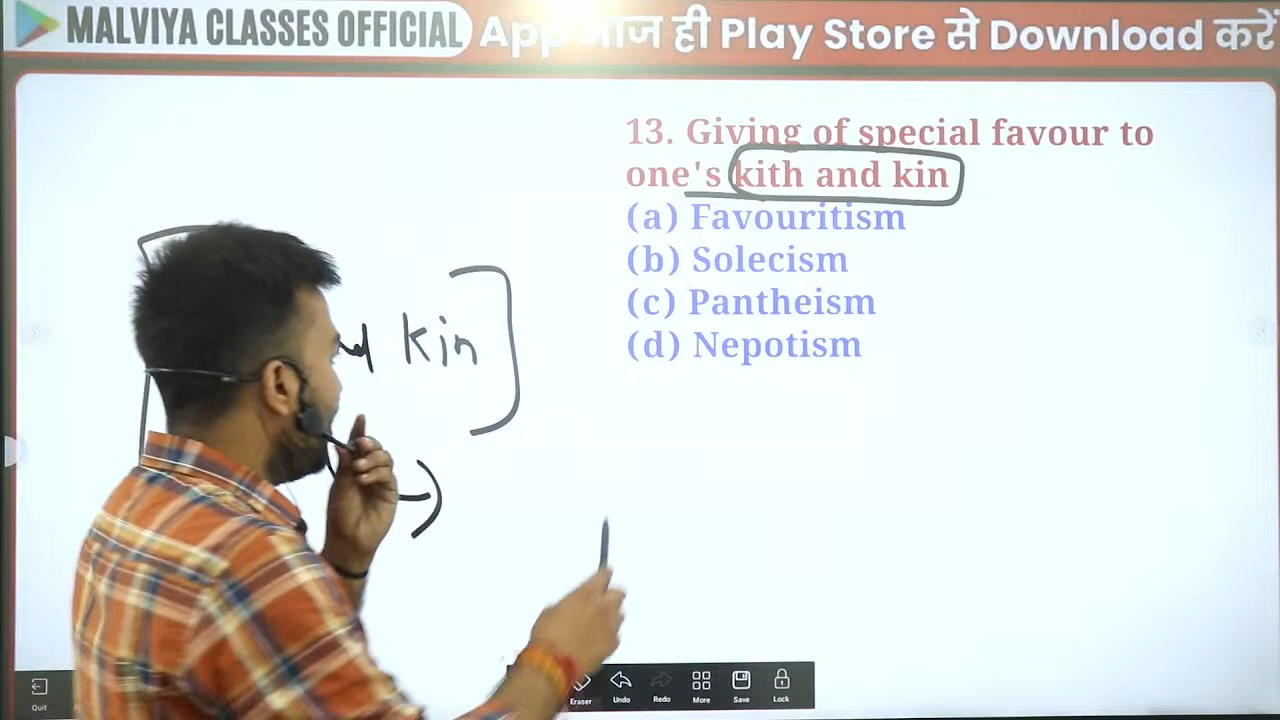 MALVIYA CLASSES OFFICIAL App आज ही Play Store से Download करें
13. Giving of special favour to
one's kith and kin
(a) Favouritism
(b) Solecism
(c) Pantheism
(d) Nepotism
kin
Quit
Eraser Undo Redo More Save Lock